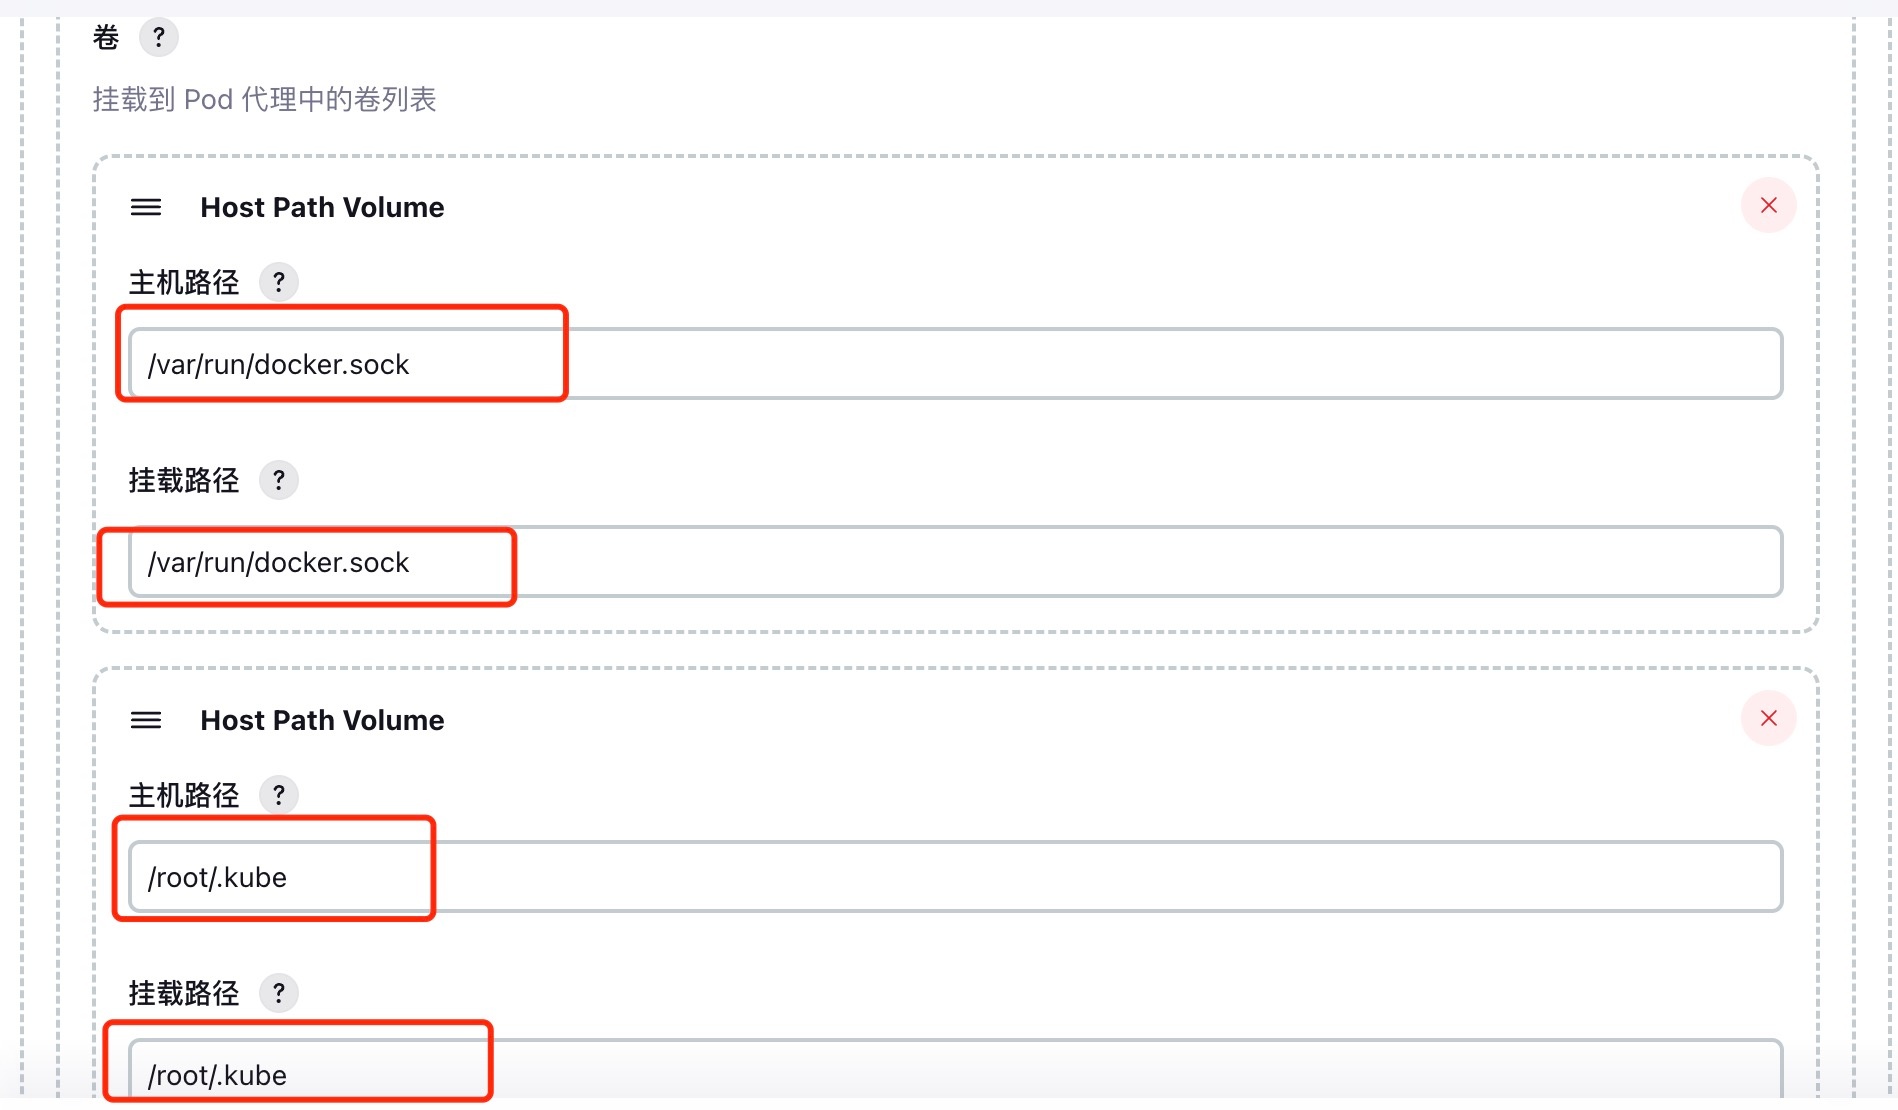 卷 ?
挂载到 Pod 代理中的卷列表
Host Path Volume
主机路径 ?
/var/run/docker.sock
挂载路径 ?
/var/run/docker.sock
Host Path Volume
主机路径 ?
/root/.kube
挂载路径 ?
/root/.kube